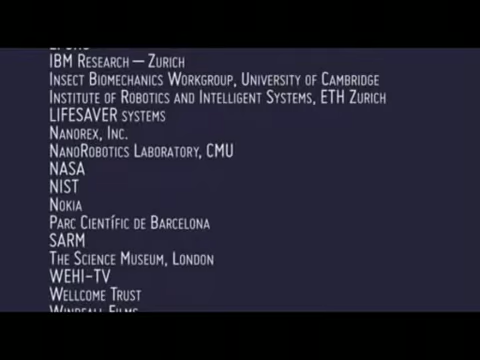 IBM Research — Zurich
Insect Biomechanics Workgroup, University of Cambridge
Institute of Robotics and Intelligent Systems, ETH Zurich
LIFESAVER systems
Nanorex, Inc.
NanoRobotics Laboratory, CMU
NASA
NIST
Nokia
Parc Científic de Barcelona
SARM
The Science Museum, London
WEHI-TV
Wellcome Trust
Windfall Films